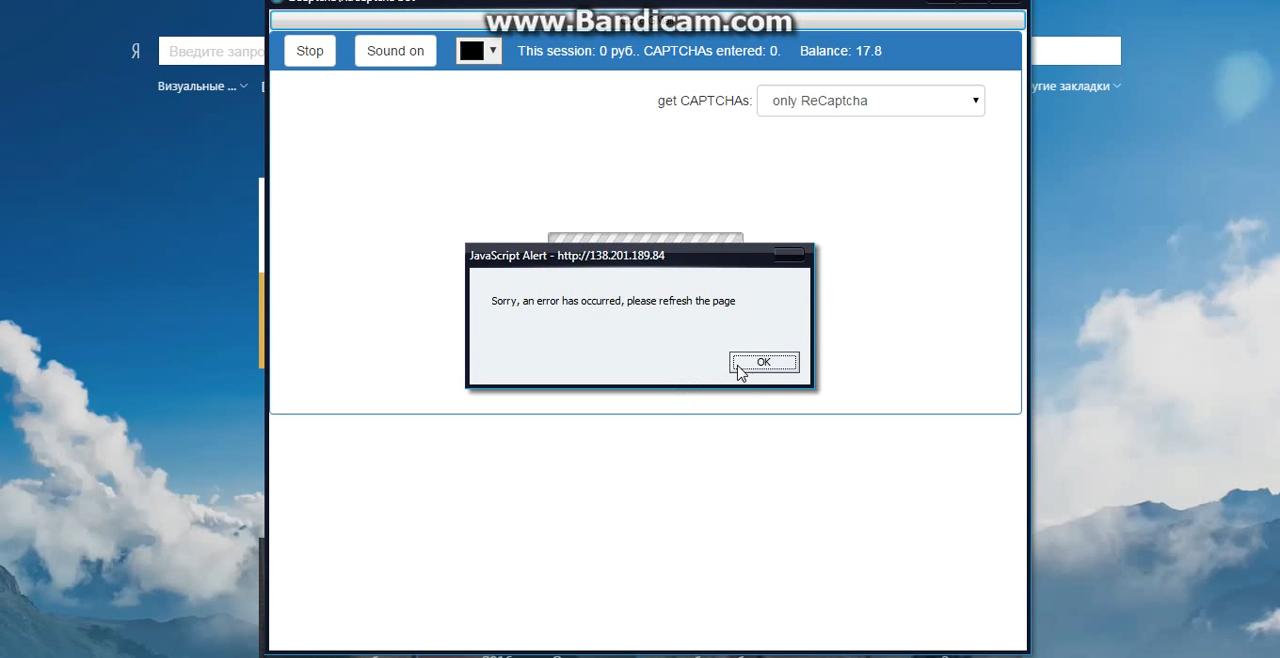 www.Bandicam.com
Я Введите запро
Stop Sound on This session: 0 руб.. CAPTCHAs entered: 0. Balance: 17.8
Визуальные ...
угие закладки
get CAPTCHAs: only ReCaptcha
JavaScript Alert - http://138.201.189.84
Sorry, an error has occurred, please refresh the page
OK